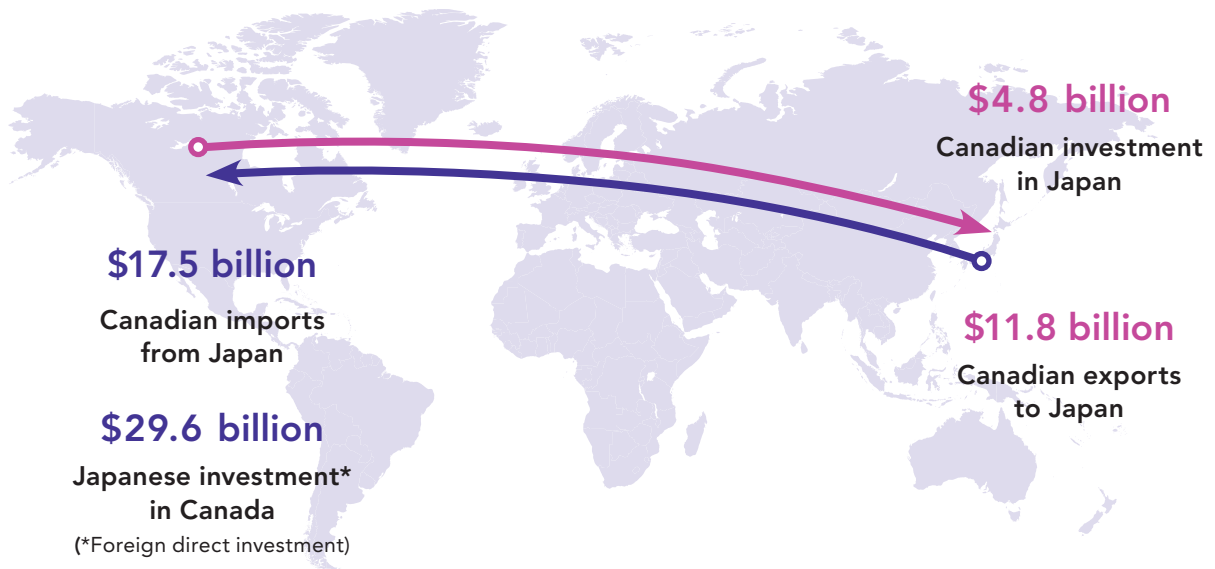 $4.8 billion
Canadian investment
in Japan
$17.5 billion
Canadian imports
from Japan
$11.8 billion
Canadian exports
to Japan
$29.6 billion
Japanese investment*
in Canada
(*Foreign direct investment)